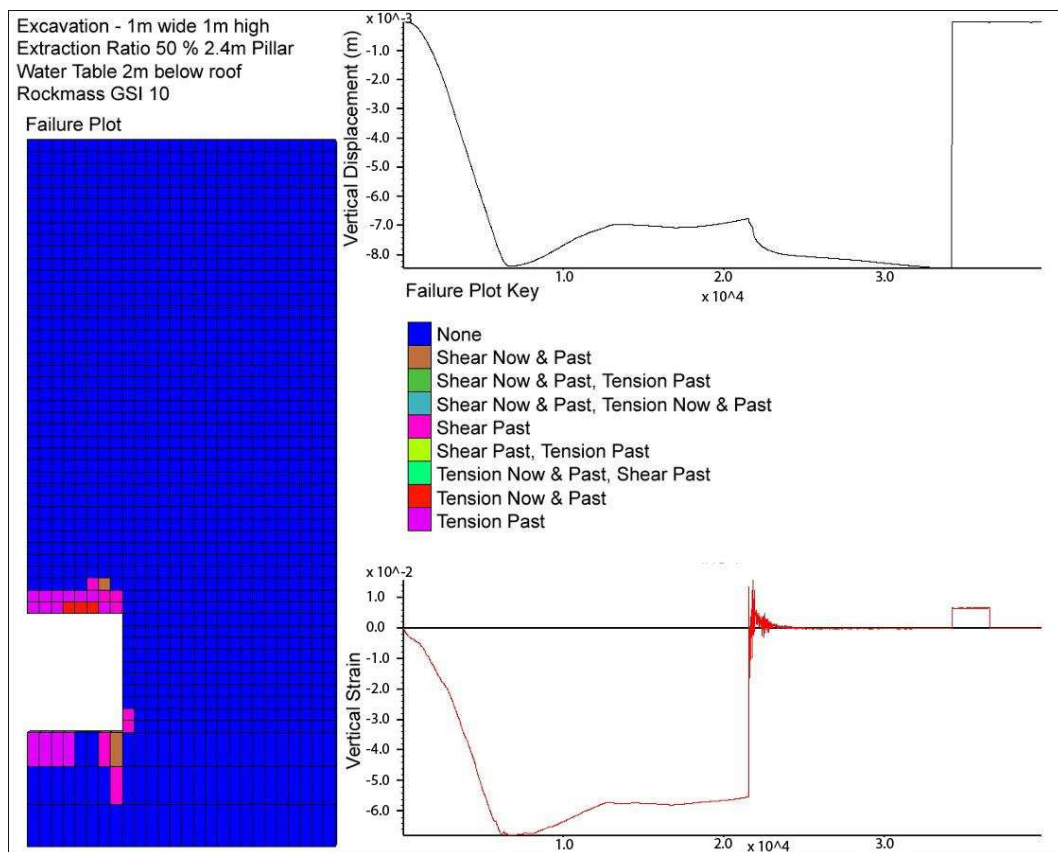 Excavation - 1m wide 1m high
Extraction Ratio 50 % 2.4m Pillar
Water Table 2m below roof
Rockmass GSI 10
Failure Plot
x 10^-3
-1.0
-2.0
-3.0
-4.0
-5.0
-6.0
-7.0
-8.0
Vertical Displacement (m)
1.0
2.0
3.0
x 10^4
Failure Plot Key
None
Shear Now & Past
Shear Now & Past, Tension Past
Shear Now & Past, Tension Now & Past
Shear Past
Shear Past, Tension Past
Tension Now & Past, Shear Past
Tension Now & Past
Tension Past
x 10^-2
1.0
0.0
-1.0
-2.0
-3.0
-4.0
-5.0
-6.0
Vertical Strain
1.0
2.0
x 10^4
3.0